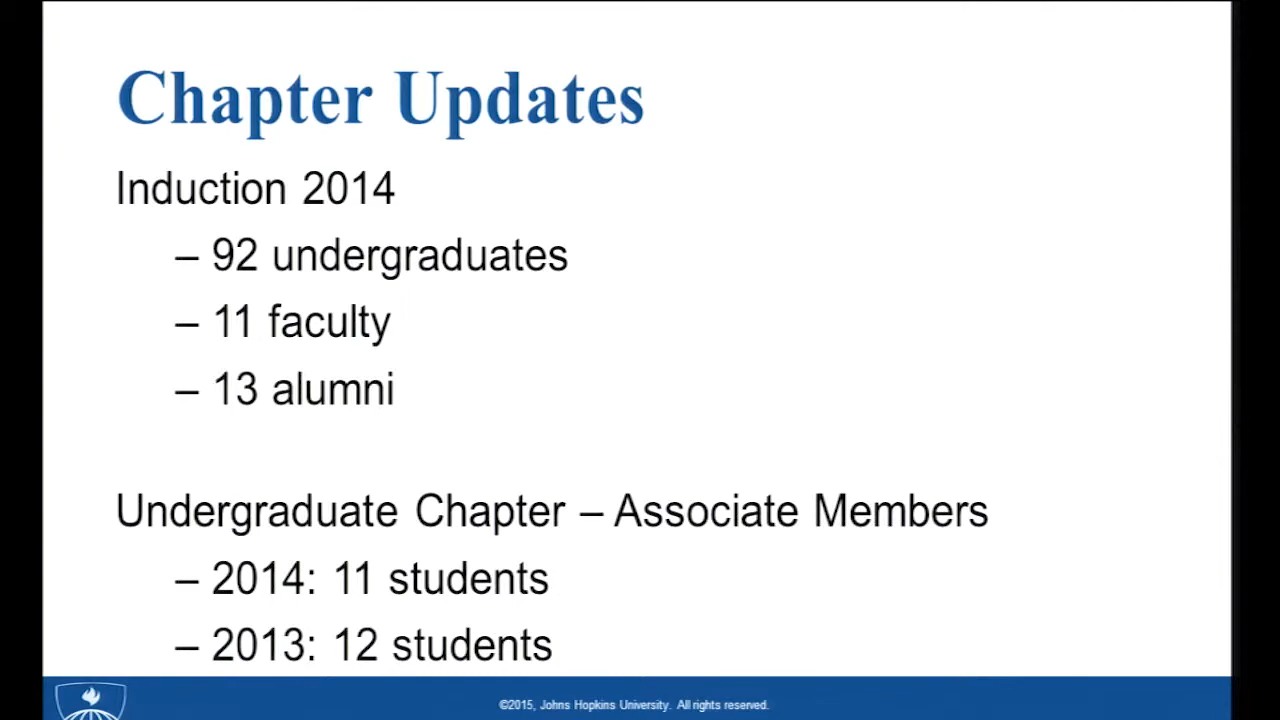 Chapter Updates
Induction 2014
– 92 undergraduates
– 11 faculty
– 13 alumni
Undergraduate Chapter – Associate Members
– 2014: 11 students
– 2013: 12 students
©2015, Johns Hopkins University. All rights reserved.